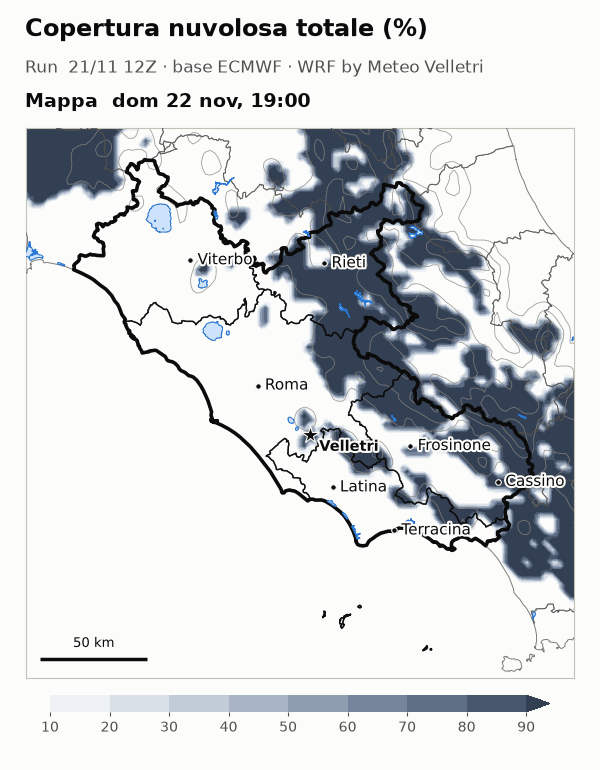 Copertura nuvolosa totale (%)
Run  21/11 12Z · base ECMWF · WRF by Meteo Velletri
Mappa  dom 22 nov, 19:00
Viterbo
Rieti
Roma
Velletri
Frosinone
Cassino
Latina
Terracina
50 km
10 20 30 40 50 60 70 80 90